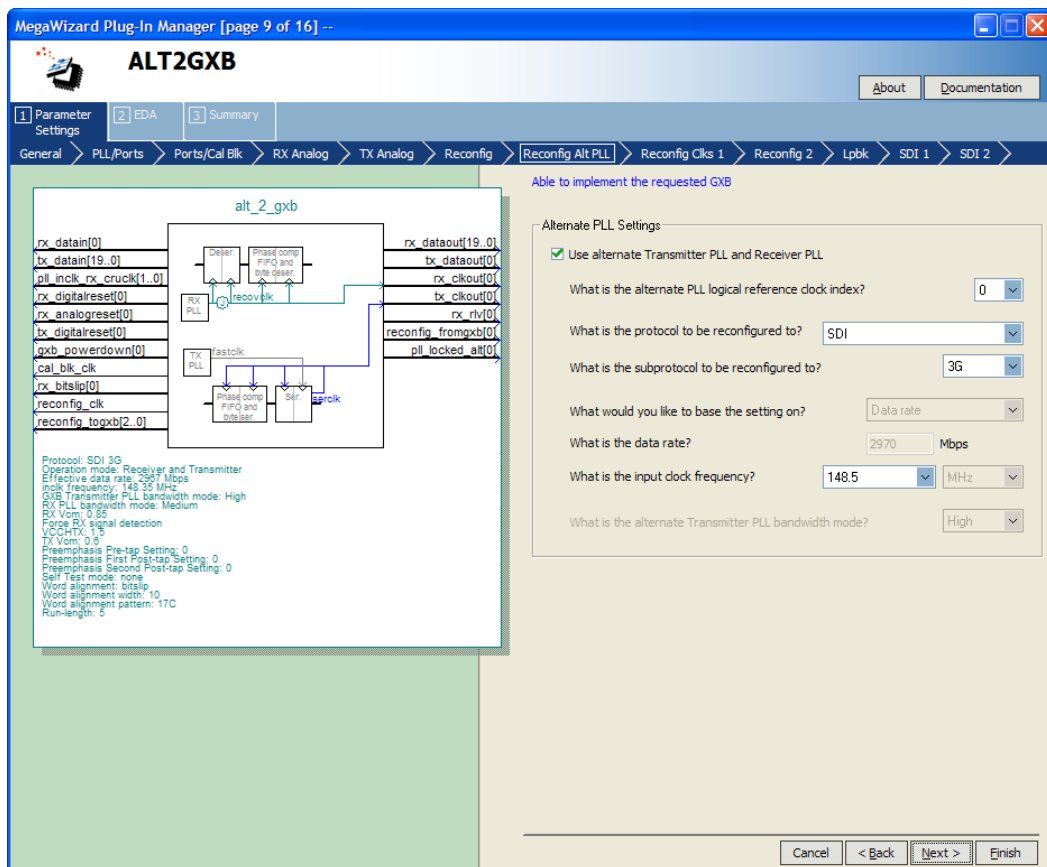 MegaWizard Plug-In Manager [page 9 of 16] --
ALT2GXB
About
Documentation
1 Parameter Settings
2 EDA
3 Summary
General
PLL/Ports
Ports/Cal Blk
RX Analog
TX Analog
Reconfig
Reconfig Alt PLL
Reconfig Clks 1
Reconfig 2
Lpbk
SDI 1
SDI 2
alt_2_gxb
rx_datain[0]
tx_datain[19..0]
pll_inclk_rx_cruclk[1..0]
rx_digitalreset[0]
rx_analogreset[0]
tx_digitalreset[0]
gxb_powerdown[0]
cal_blk_clk
rx_bitslip[0]
reconfig_clk
reconfig_togxb[2..0]
Deser.
Phase comp
FIFO and
byte deser.
RX
PLL
recovclk
TX
PLL
fastclk
Phase comp
FIFO and
byte ser.
Ser.
serclk
rx_dataout[19..0]
tx_dataout[0]
rx_clkout[0]
tx_clkout[0]
rx_rlv[0]
reconfig_fromgxb[0]
pll_locked_alt[0]
Protocol: SDI 3G
Operation mode: Receiver and Transmitter
Effective data rate: 2967 Mbps
inclk frequency: 148.35 MHz
GXB Transmitter PLL bandwidth mode: High
RX PLL bandwidth mode: Medium
RX Vcm: 0.85
Force RX signal detection
VCCHTX: 1.5
TX Vcm: 0.6
Preemphasis Pre-tap Setting: 0
Preemphasis First Post-tap Setting: 0
Preemphasis Second Post-tap Setting: 0
Self Test mode: none
Word alignment: bitslip
Word alignment width: 10
Word alignment pattern: 17C
Run-length: 5
Able to implement the requested GXB
Alternate PLL Settings
Use alternate Transmitter PLL and Receiver PLL
What is the alternate PLL logical reference clock index? 0
What is the protocol to be reconfigured to? SDI
What is the subprotocol to be reconfigured to? 3G
What would you like to base the setting on? Data rate
What is the data rate? 2970 Mbps
What is the input clock frequency? 148.5 MHz
What is the alternate Transmitter PLL bandwidth mode? High
Cancel
< Back
Next >
Finish